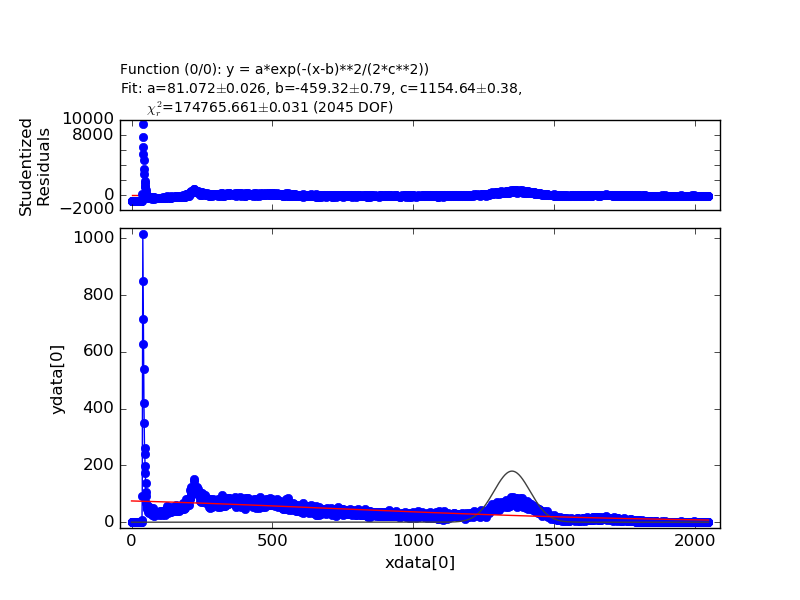 Function (0/0): y = a*exp(-(x-b)**2/(2*c**2))
Fit: a=81.072±0.026, b=-459.32±0.79, c=1154.64±0.38,
χ²ᵣ=174765.661±0.031 (2045 DOF)
10000
8000
0
−2000
Studentized
Residuals
1000
800
600
400
200
0
ydata[0]
0
500
1000
1500
2000
xdata[0]